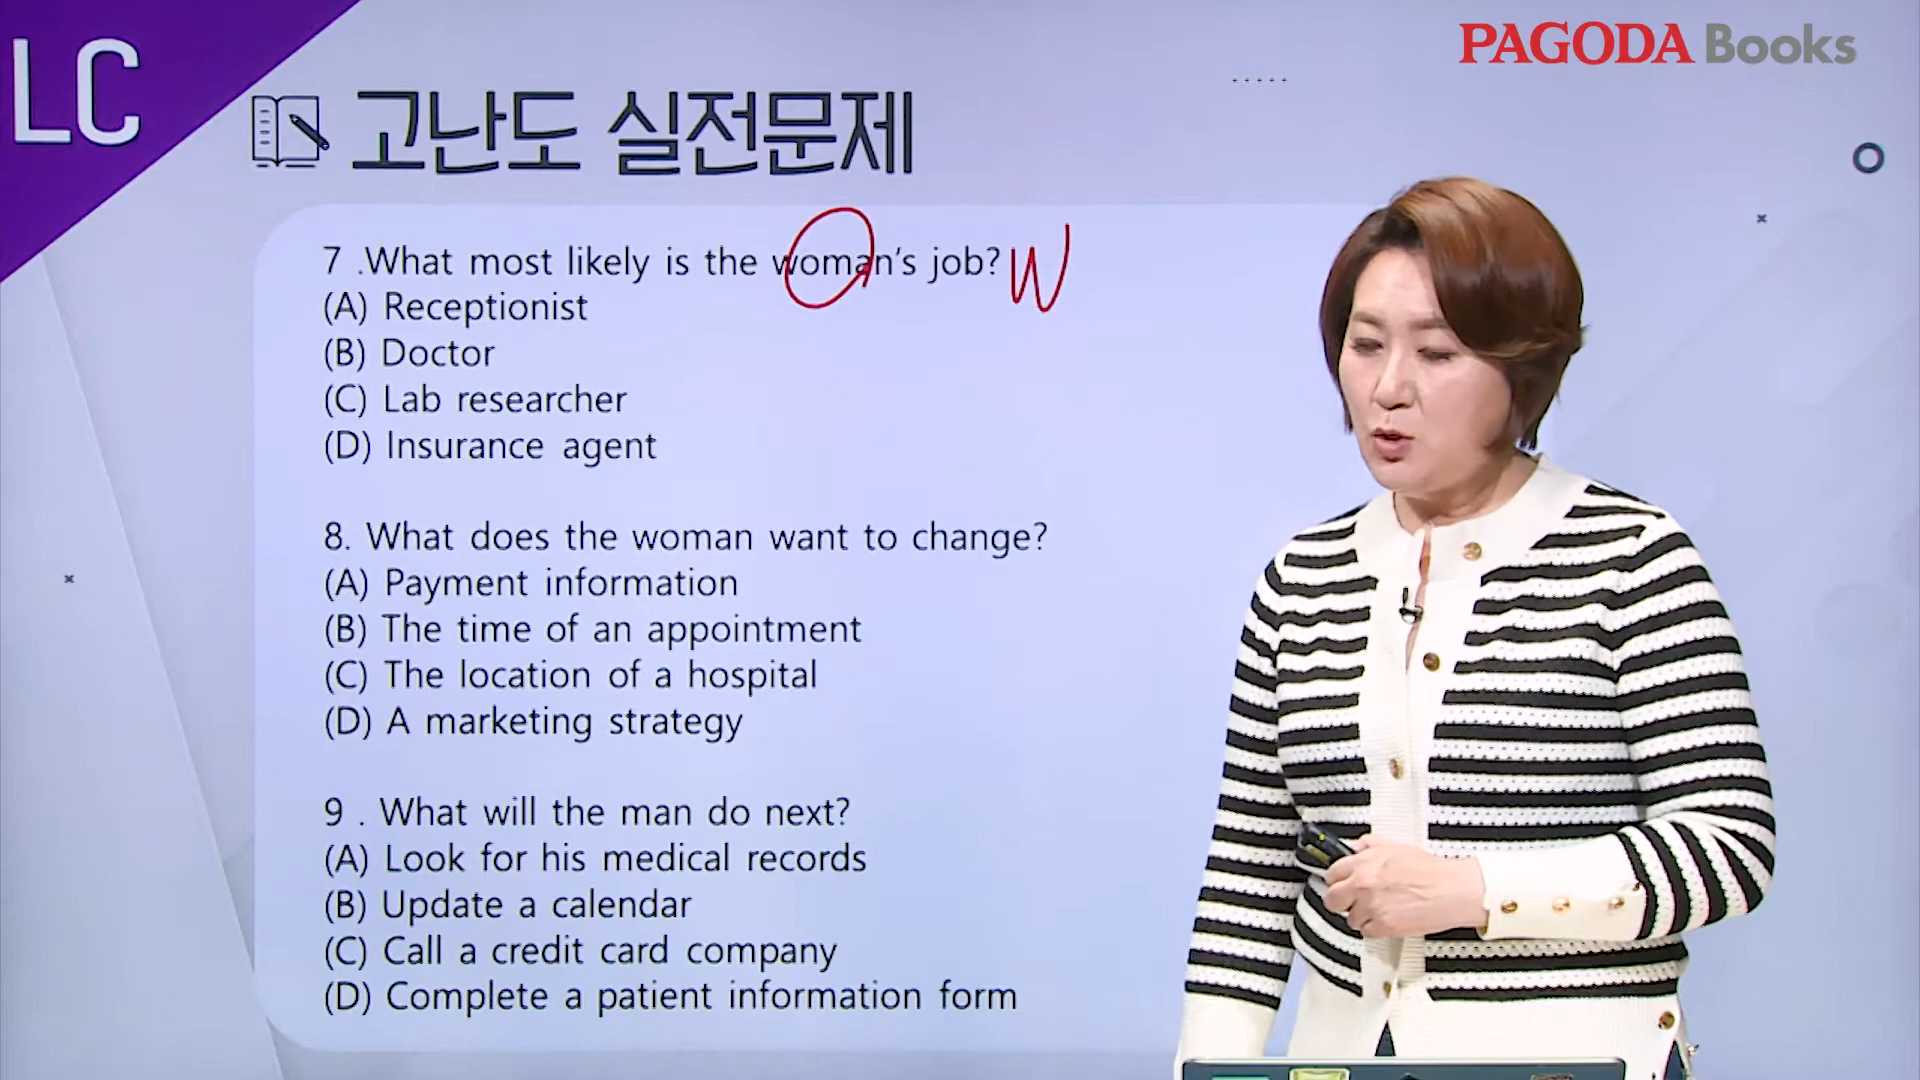 LC
PAGODA Books
고난도 실전문제
7 .What most likely is the woman's job? W
(A) Receptionist
(B) Doctor
(C) Lab researcher
(D) Insurance agent
8. What does the woman want to change?
(A) Payment information
(B) The time of an appointment
(C) The location of a hospital
(D) A marketing strategy
9 . What will the man do next?
(A) Look for his medical records
(B) Update a calendar
(C) Call a credit card company
(D) Complete a patient information form